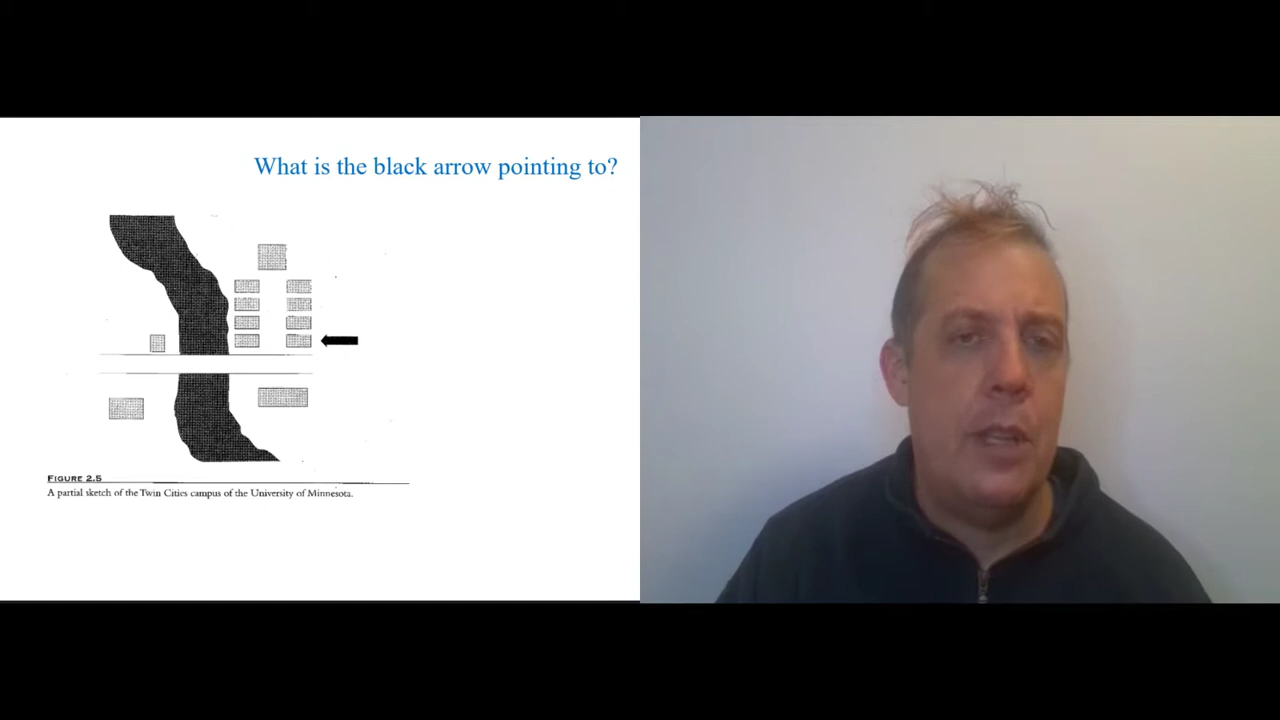 What is the black arrow pointing to?
FIGURE 2.5
A partial sketch of the Twin Cities campus of the University of Minnesota.